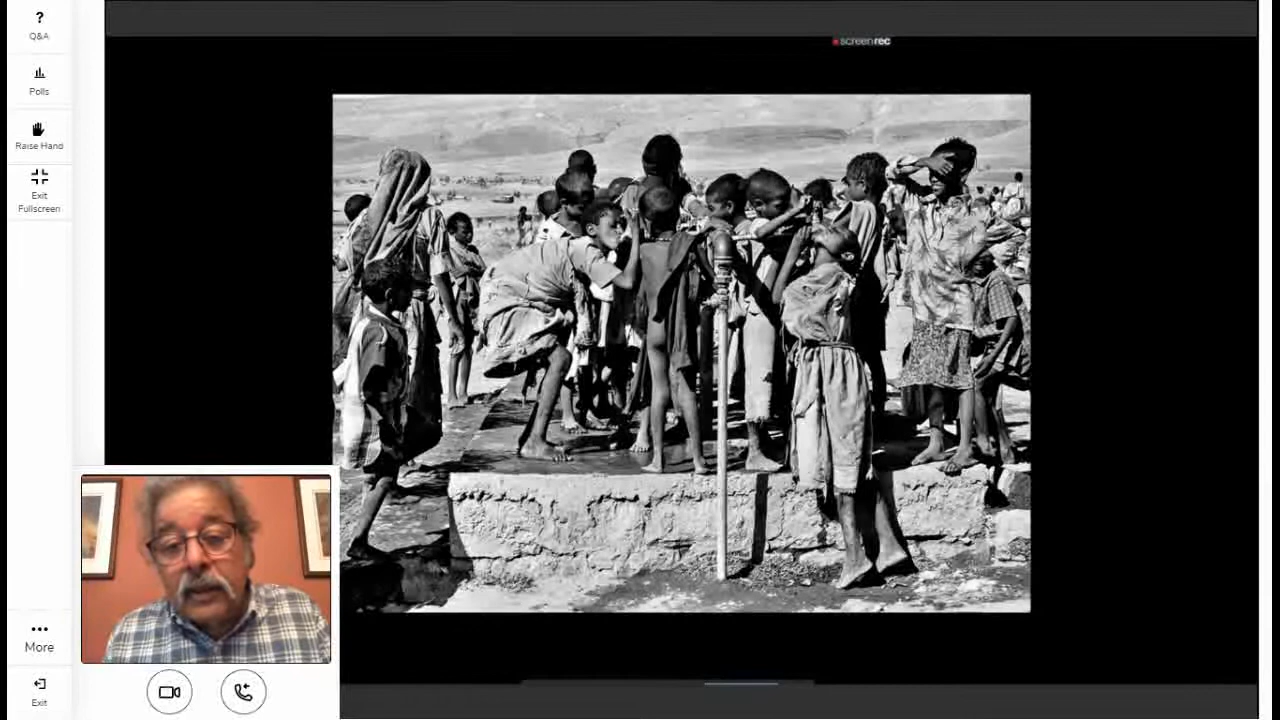 ?
Q&A
Polls
Raise Hand
Exit
Fullscreen
screenrec
More
Exit